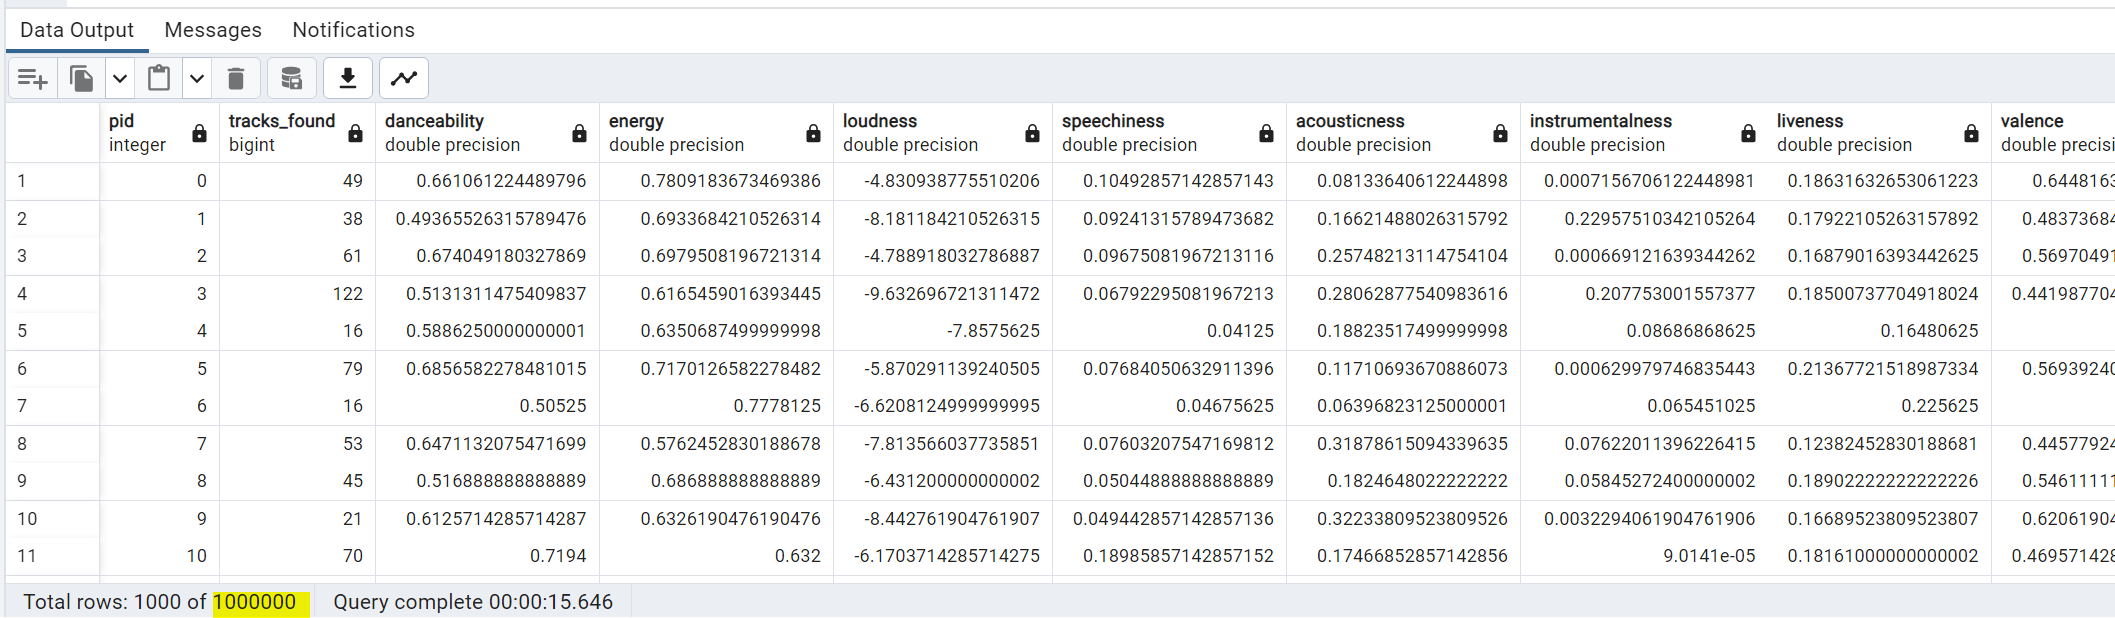 Data Output Messages Notifications
pid tracks_found danceability energy loudness speechiness acousticness instrumentalness liveness valence
integer bigint double precision double precision double precision double precision double precision double precision double precision double precisi
1 0 49 0.661061224489796 0.7809183673469386 -4.830938775510206 0.10492857142857143 0.08133640612244898 0.0007156706122448981 0.18631632653061223 0.6448163
2 1 38 0.49365526315789476 0.6933684210526314 -8.181184210526315 0.09241315789473682 0.16621488026315792 0.22957510342105264 0.17922105263157892 0.48373684
3 2 61 0.674049180327869 0.6979508196721314 -4.788918032786887 0.09675081967213116 0.25748213114754104 0.000669121639344262 0.16879016393442625 0.56970491
4 3 122 0.5131311475409837 0.6165459016393445 -9.632696721311472 0.06792295081967213 0.28062877540983616 0.207753001557377 0.18500737704918024 0.441987704
5 4 16 0.5886250000000001 0.6350687499999998 -7.8575625 0.04125 0.18823517499999998 0.08686868625 0.16480625
6 5 79 0.6856582278481015 0.7170126582278482 -5.870291139240505 0.07684050632911396 0.11710693670886073 0.000629979746835443 0.21367721518987334 0.56939240
7 6 16 0.50525 0.7778125 -6.6208124999999995 0.04675625 0.06396823125000001 0.065451025 0.225625
8 7 53 0.6471132075471699 0.5762452830188678 -7.813566037735851 0.07603207547169812 0.31878615094339635 0.07622011396226415 0.12382452830188681 0.44577924
9 8 45 0.516888888888889 0.686888888888889 -6.431200000000002 0.05044888888888889 0.1824648022222222 0.05845272400000002 0.18902222222222226 0.54611111
10 9 21 0.6125714285714287 0.6326190476190476 -8.442761904761907 0.049442857142857136 0.32233809523809526 0.0032294061904761906 0.16689523809523807 0.62061904
11 10 70 0.7194 0.632 -6.1703714285714275 0.18985857142857152 0.17466852857142856 9.0141e-05 0.18161000000000002 0.469571428
Total rows: 1000 of 1000000 Query complete 00:00:15.646